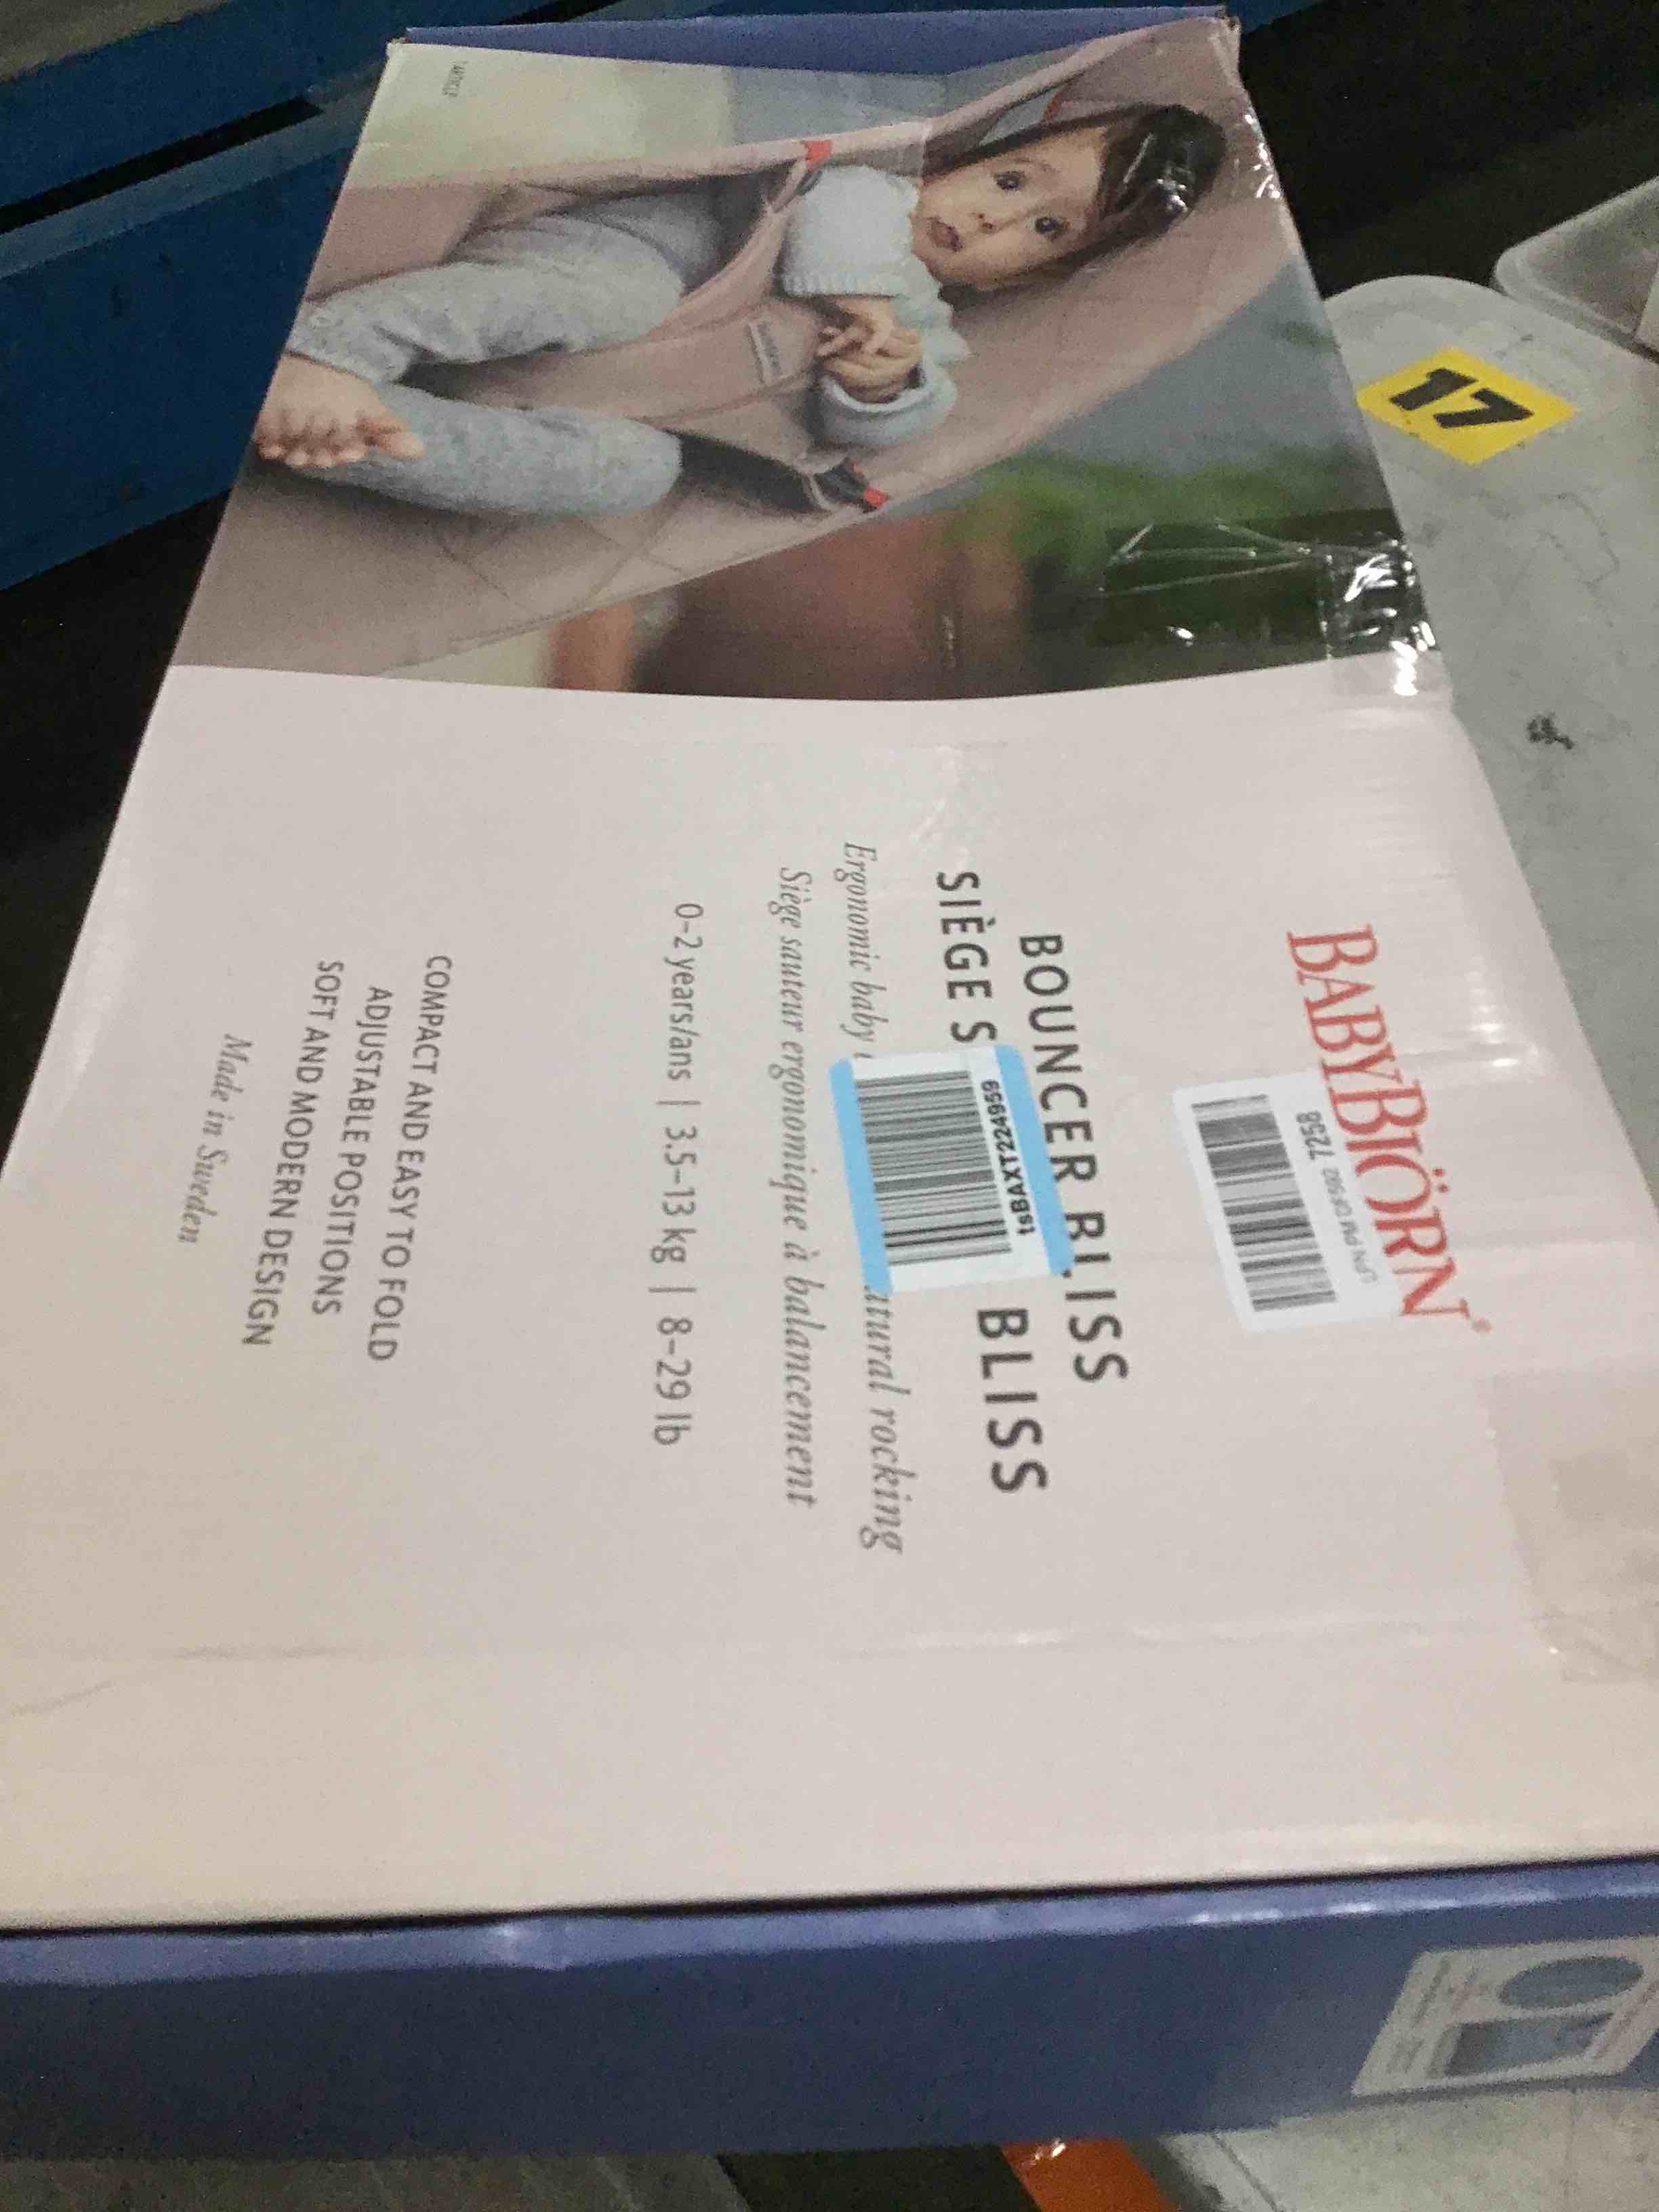 BABYBJÖRN®
7258
BOUNCER BLISS
SIÈGE S BLISS
tsBAXT2249959
Ergonomic baby atural rocking
Siège sauteur ergonomique à balancement
0–2 years/ans | 3.5–13 kg | 8–29 lb
COMPACT AND EASY TO FOLD
ADJUSTABLE POSITIONS
SOFT AND MODERN DESIGN
Made in Sweden
17